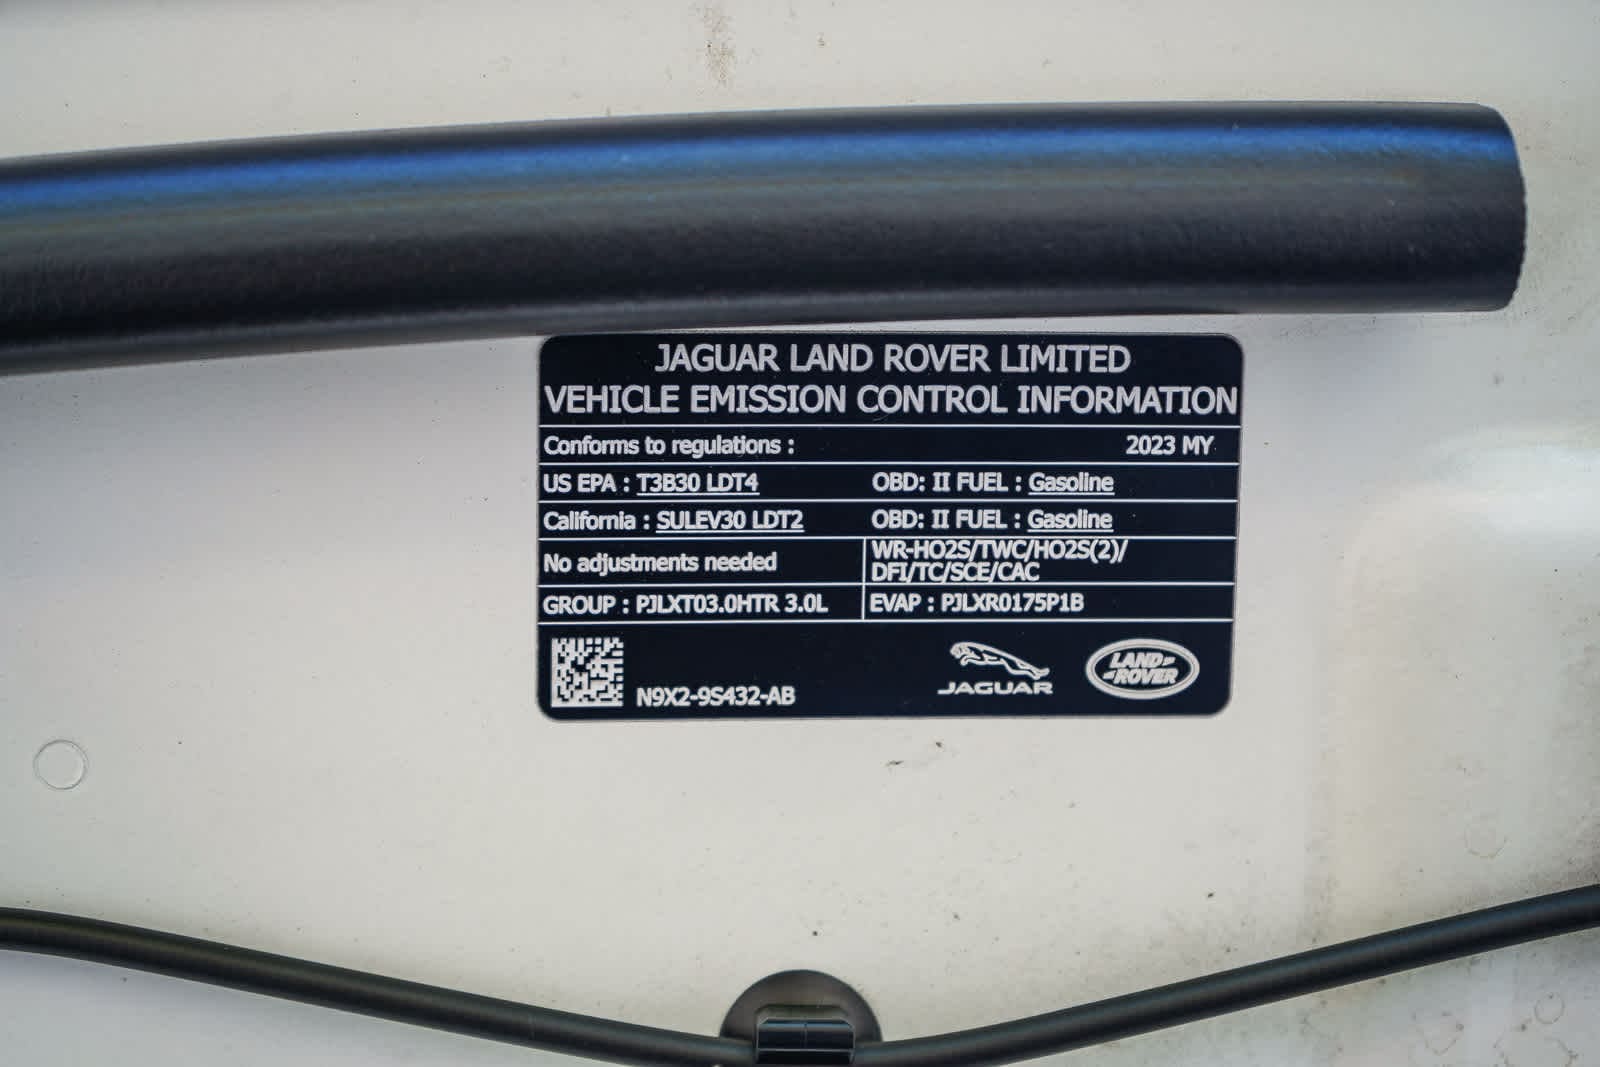 JAGUAR LAND ROVER LIMITED
VEHICLE EMISSION CONTROL INFORMATION
Conforms to regulations : 2023 MY
US EPA : T3B30 LDT4 OBD: II FUEL : Gasoline
California : SULEV30 LDT2 OBD: II FUEL : Gasoline
No adjustments needed
WR-HO2S/TWC/HO2S(2)/
DFI/TC/SCE/CAC
GROUP : PJLXT03.0HTR 3.0L
EVAP : PJLXR0175P1B
N9X2-9S432-AB
JAGUAR
LAND-
-ROVER